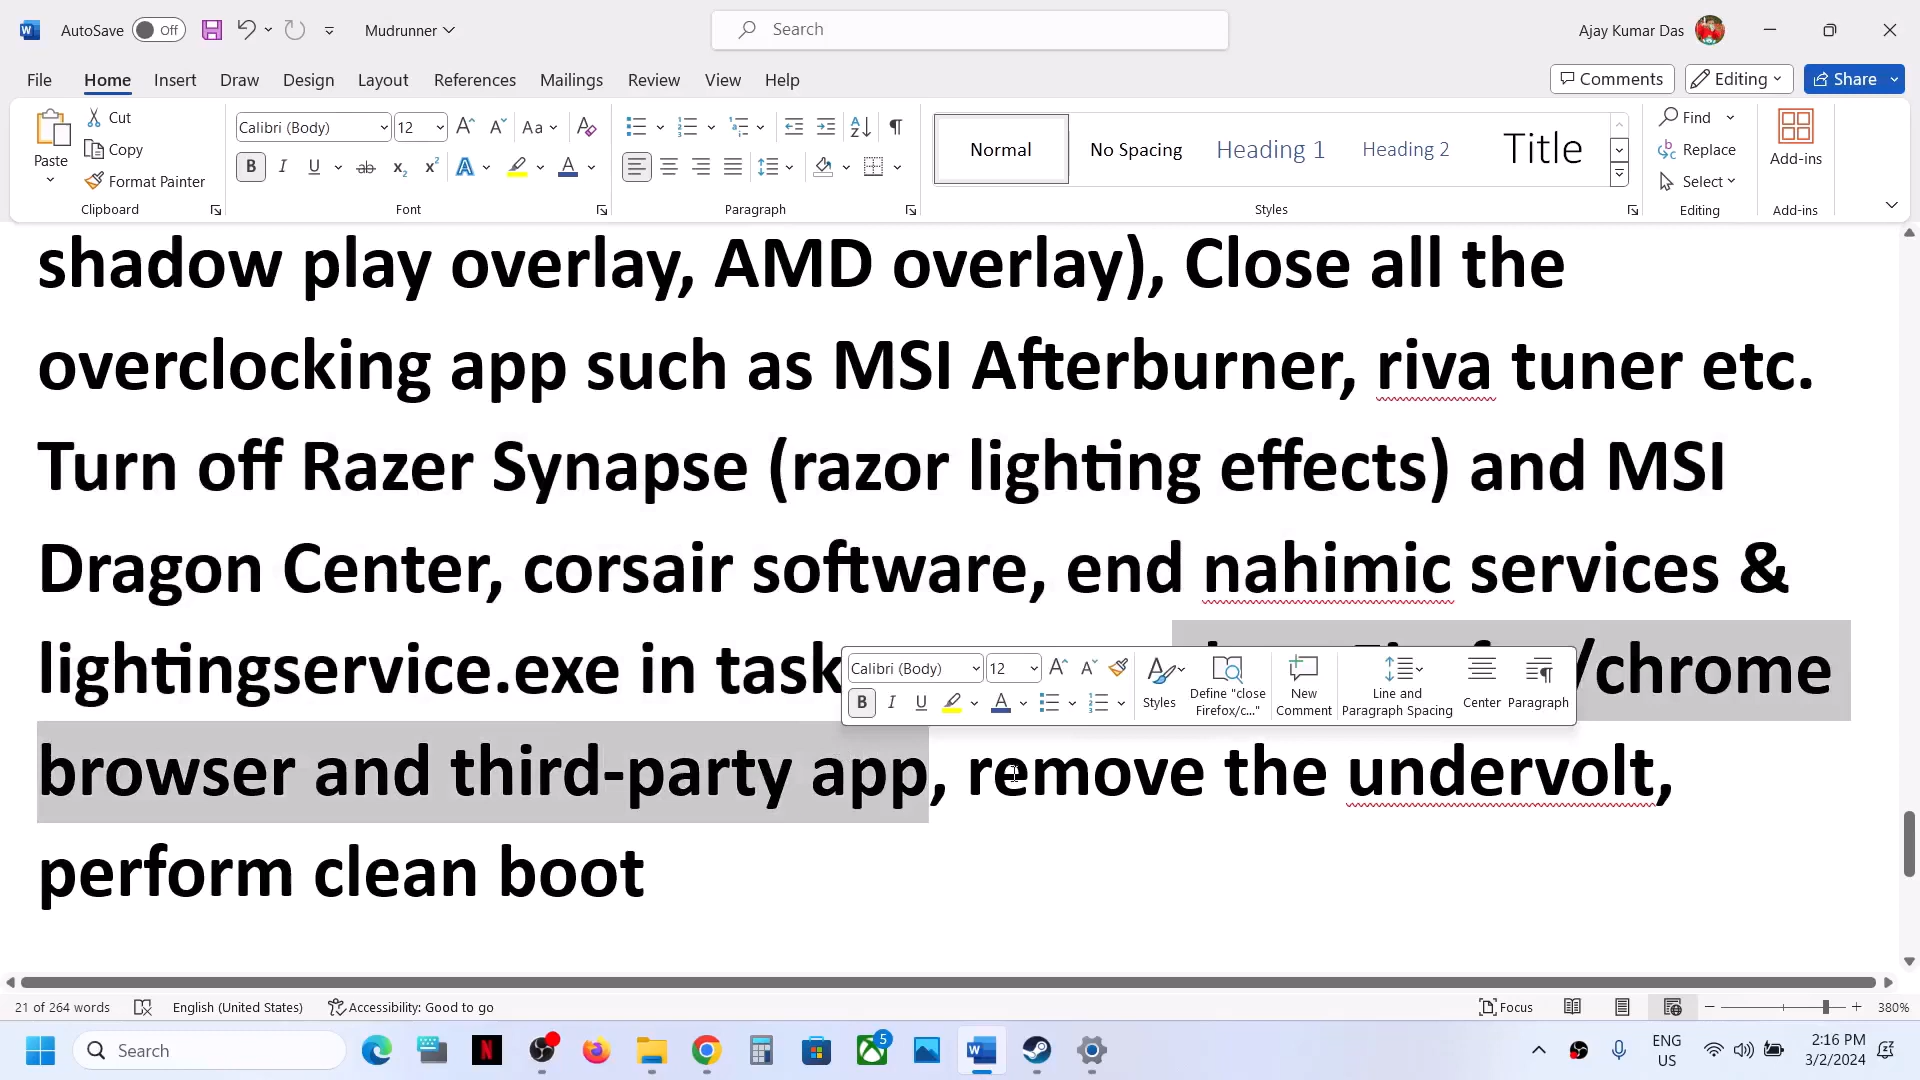 AutoSave Off Mudrunner Search Ajay Kumar Das
File Home Insert Draw Design Layout References Mailings Review View Help Comments Editing Share
Paste Cut Copy Format Painter Clipboard
Calibri (Body) 12 Aa
B I U ab x₂ x² A A Font
Paragraph
Normal No Spacing Heading 1 Heading 2 Title Styles
Find Replace Select Editing
Add-ins Add-ins
shadow play overlay, AMD overlay), Close all the
overclocking app such as MSI Afterburner, riva tuner etc.
Turn off Razer Synapse (razor lighting effects) and MSI
Dragon Center, corsair software, end nahimic services &
lightingservice.exe in task /chrome
Calibri (Body) 12
B I U A Styles Define "close Firefox/c..." New Comment Line and Paragraph Spacing Center Paragraph
browser and third-party app, remove the undervolt,
perform clean boot
21 of 264 words English (United States) Accessibility: Good to go Focus 380%
Search 5 ENG US 2:16 PM 3/2/2024